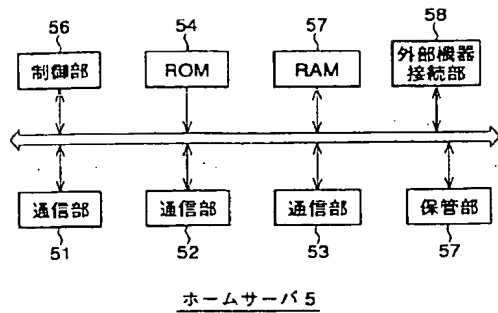 56
54
57
58
制御部
ROM
RAM
外部機器
接続部
通信部
通信部
通信部
保管部
51
52
53
57
ホームサーバ 5